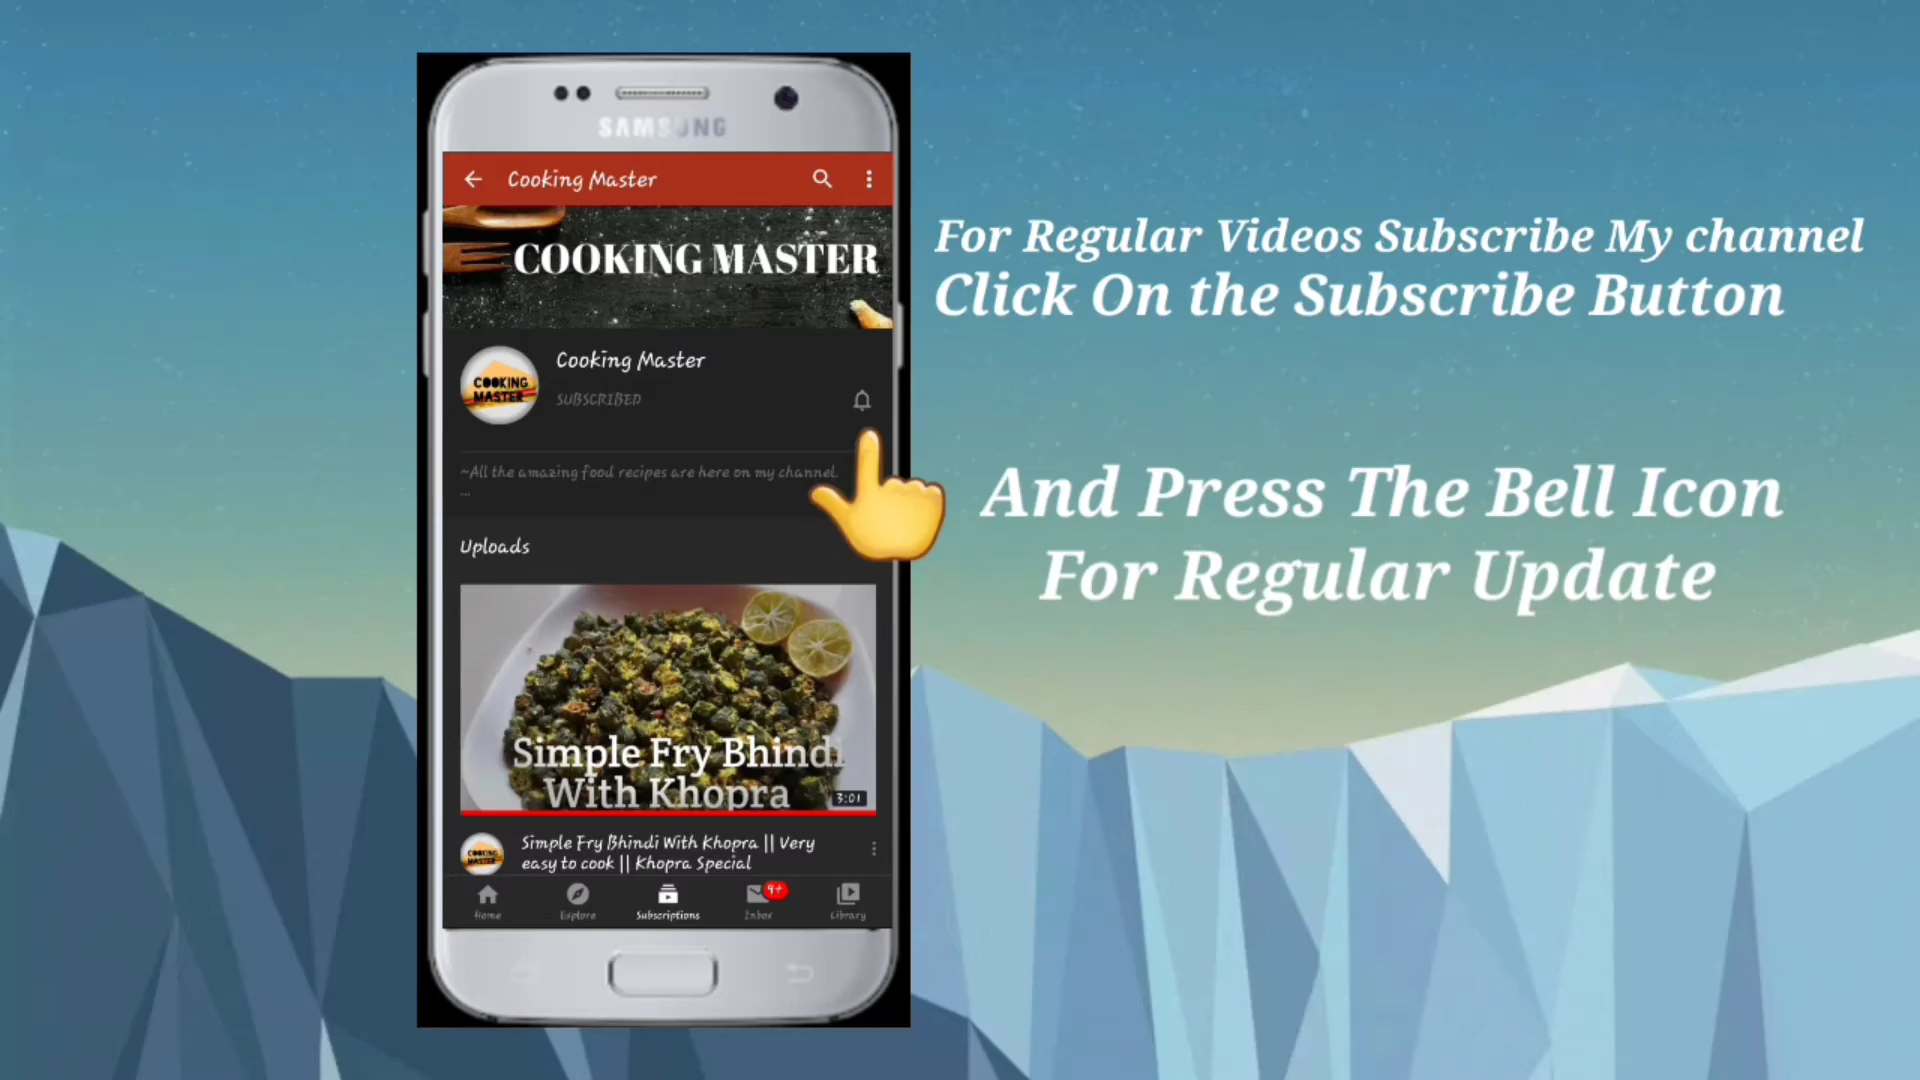 SAMSUNG
Cooking Master
COOKING MASTER
COOKING
MASTER
Cooking Master
SUBSCRIBED
~All the amazing food recipes are here on my channel.
...
Uploads
Simple Fry Bhindi
With Khopra
3:01
COOKING
MASTER
Simple Fry Bhindi With Khopra || Very
easy to cook || Khopra Special
Home
Explore
Subscriptions
9+
Inbox
Library
For Regular Videos Subscribe My channel
Click On the Subscribe Button
And Press The Bell Icon
For Regular Update